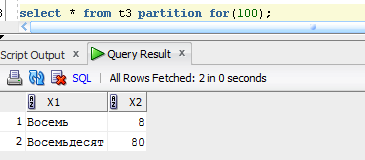 select * from t3 partition for(100);
Script Output x Query Result x
SQL | All Rows Fetched: 2 in 0 seconds
X1 X2
1 Восемь 8
2 Восемьдесят 80